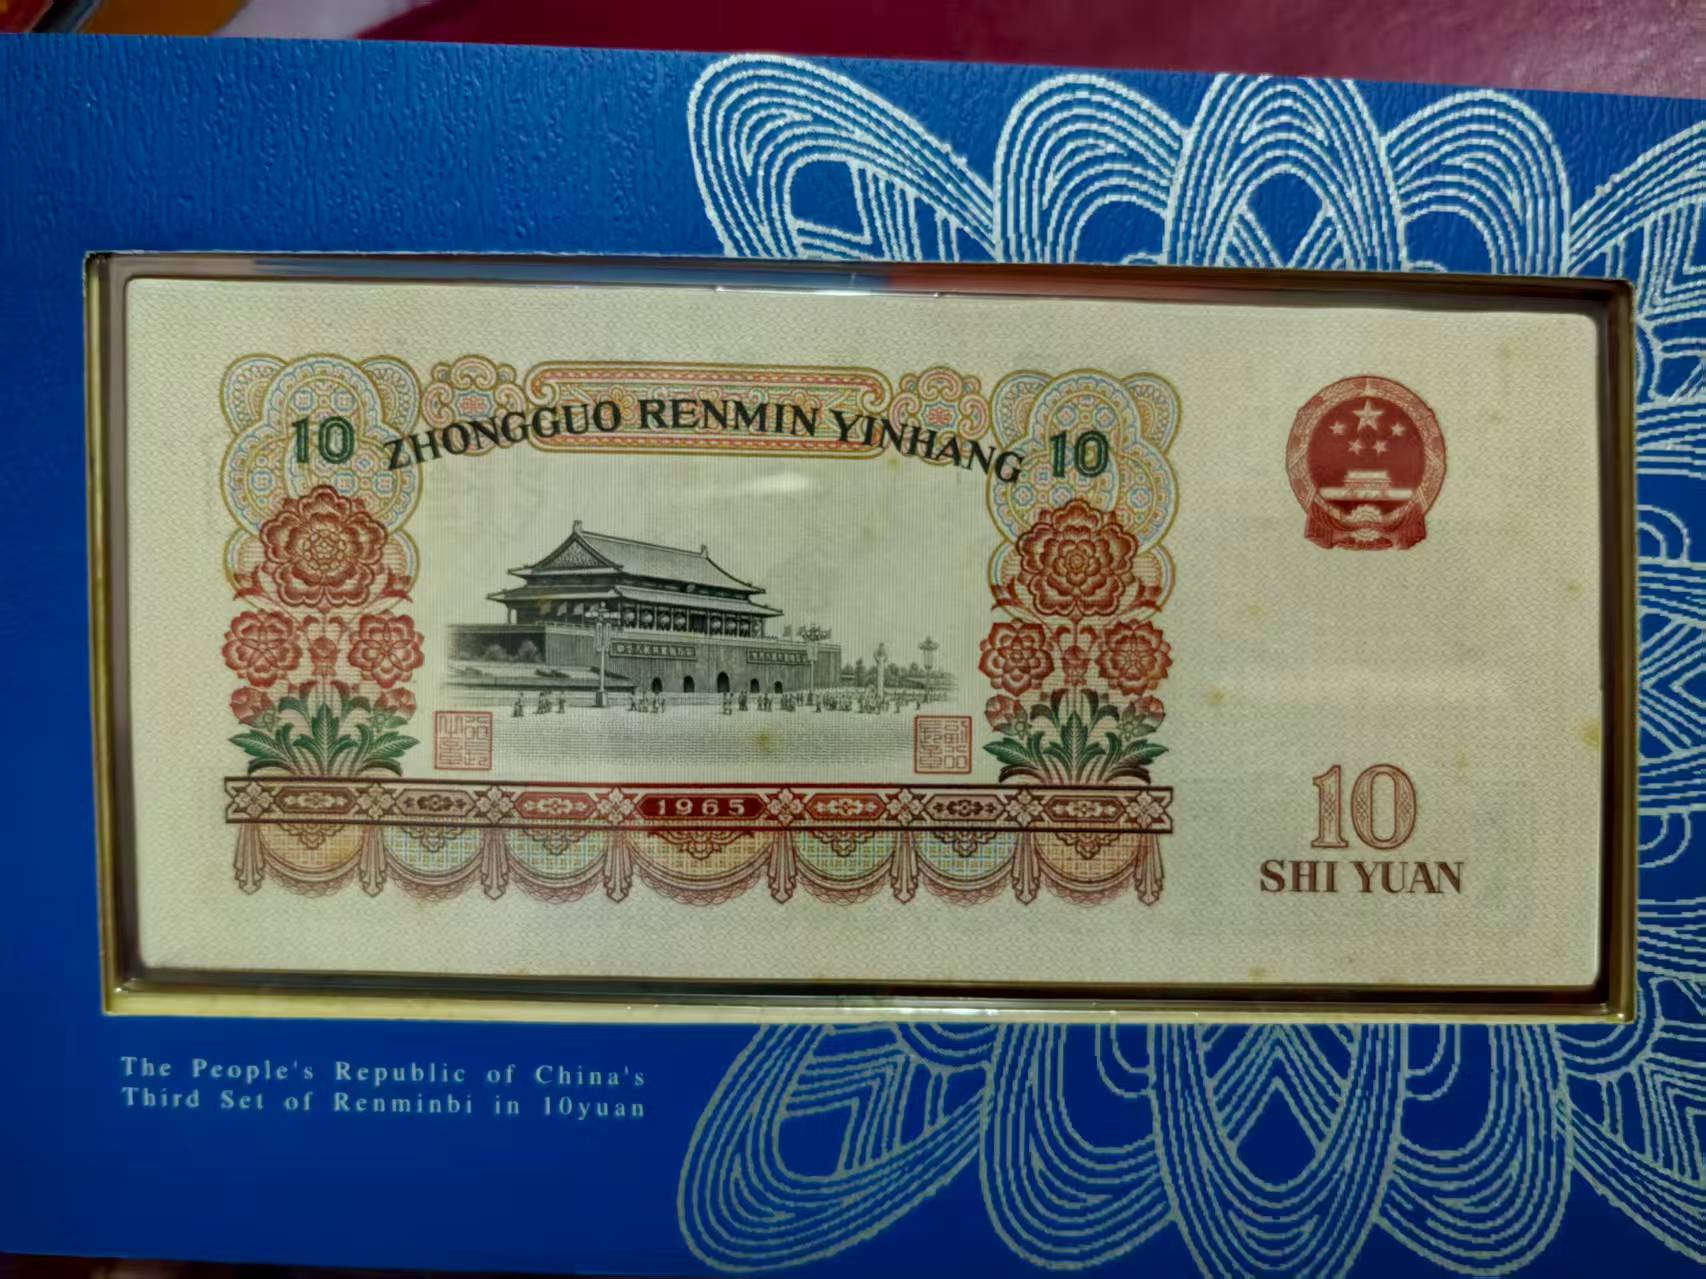 10 ZHONGGUO RENMIN YINHANG 10
1965
10
SHI YUAN
The People's Republic of China's
Third Set of Renminbi in 10yuan